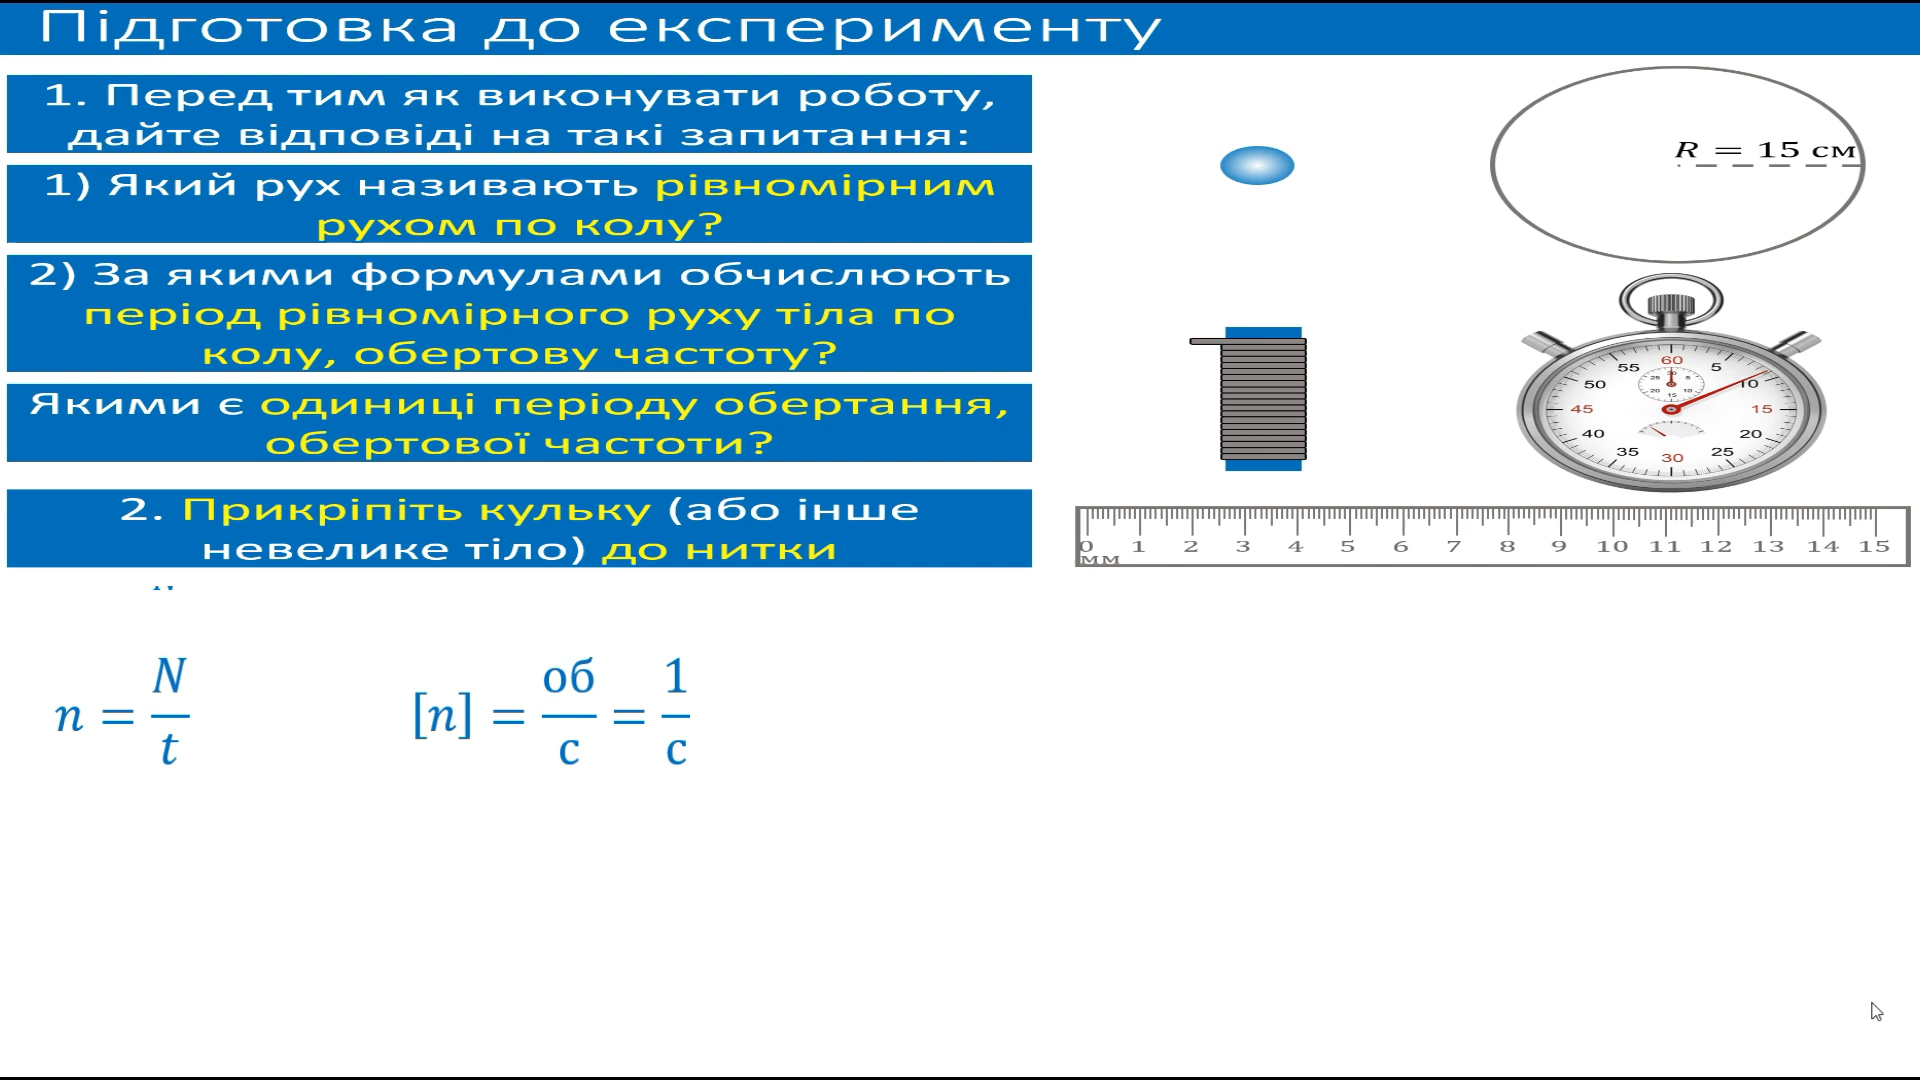 Підготовка до експерименту
1. Перед тим як виконувати роботу,
дайте відповіді на такі запитання:
1) Який рух називають рівномірним
рухом по колу?
2) За якими формулами обчислюють
період рівномірного руху тіла по
колу, обертову частоту?
Якими є одиниці періоду обертання,
обертової частоти?
2. Прикріпіть кульку (або інше
невелике тіло) до нитки
n = N/t
[n] = об/с = 1/с
R = 15 см
60
55 5
50 10
45 15
40 20
35 25
30
0 1 2 3 4 5 6 7 8 9 10 11 12 13 14 15
мм